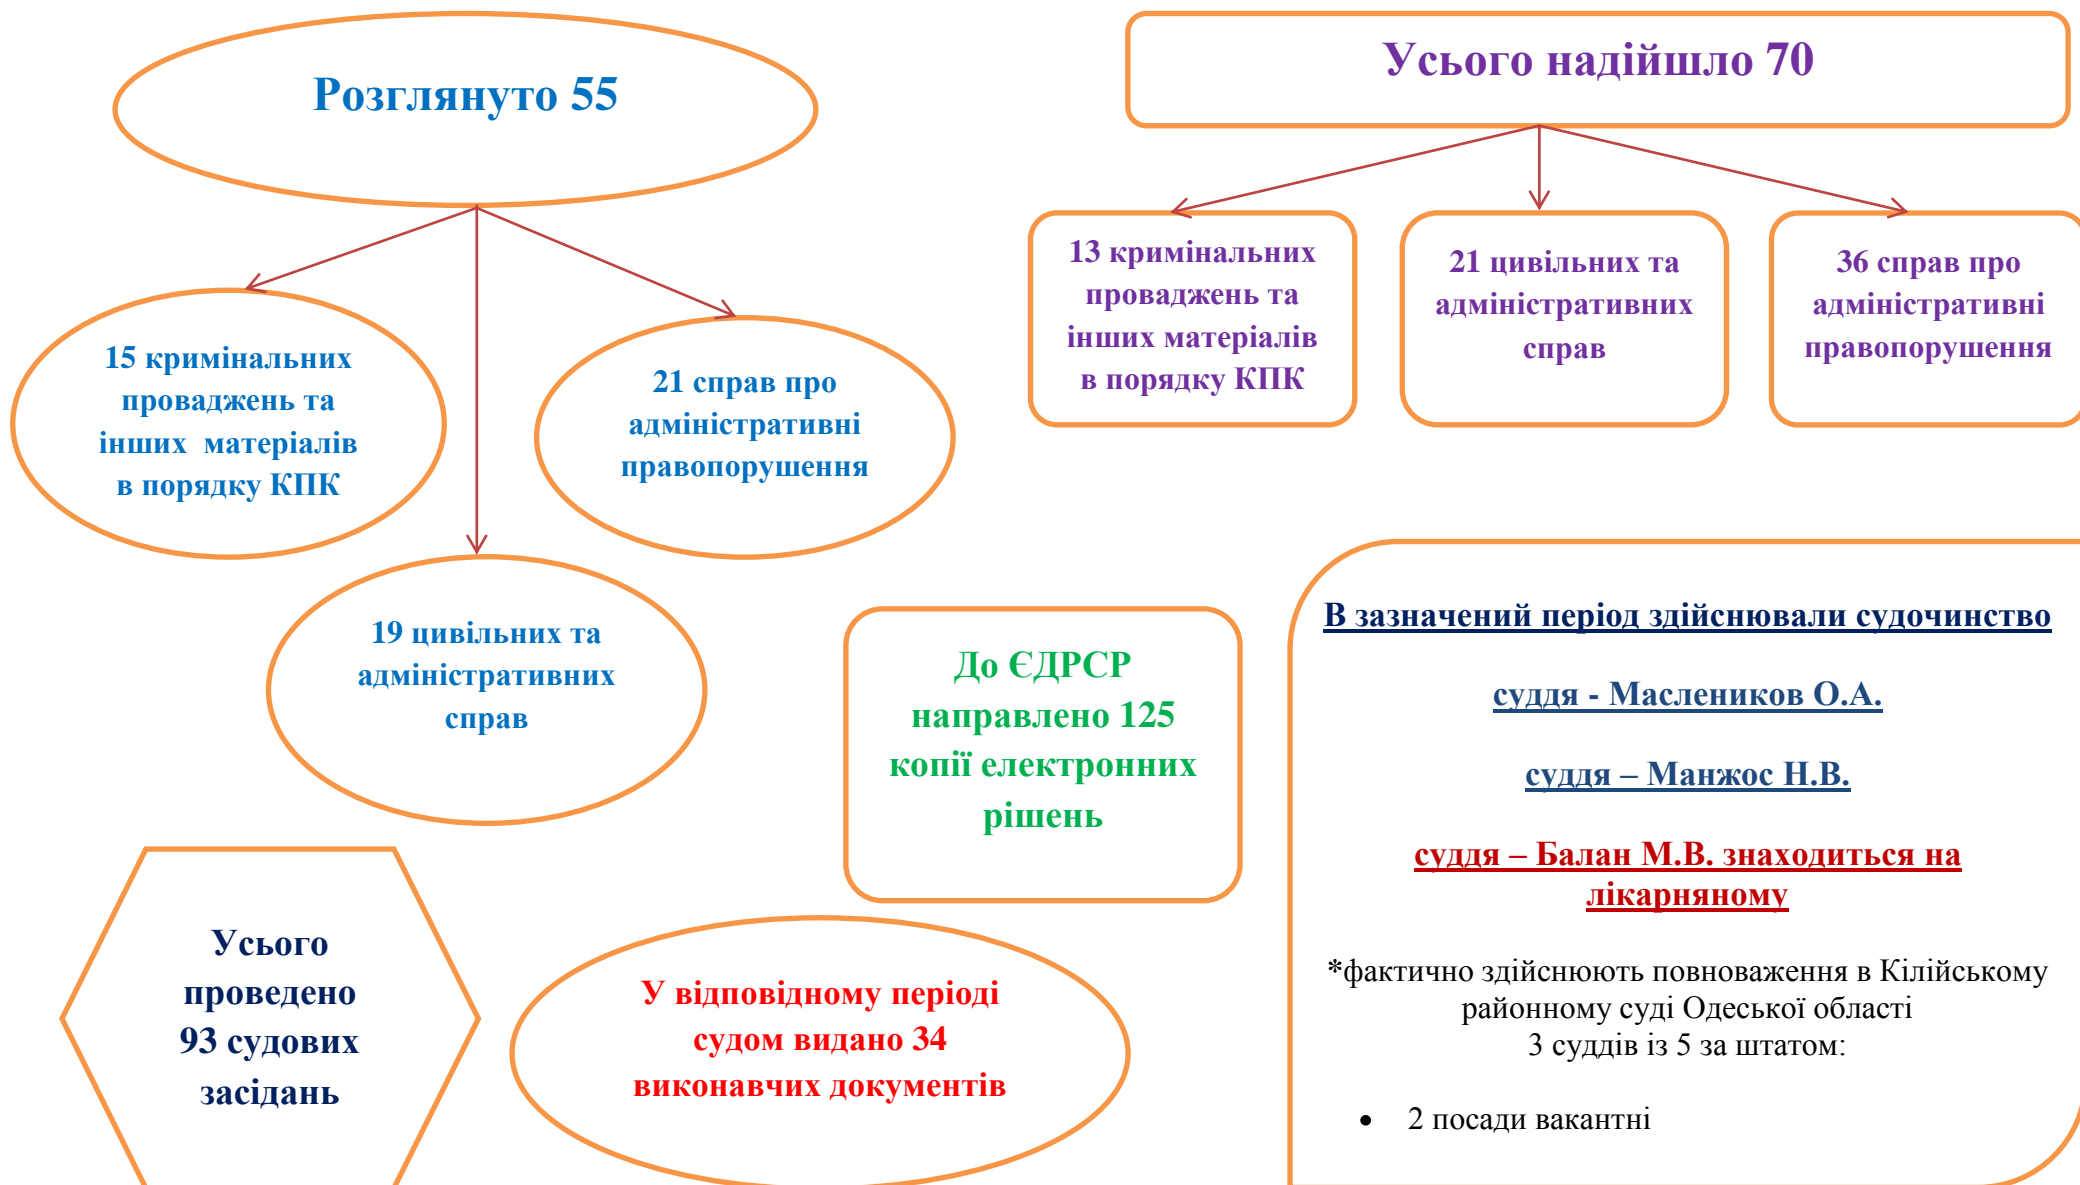 Розглянуто 55
15 кримінальних
проваджень та
інших матеріалів
в порядку КПК
21 справ про
адміністративні
правопорушення
19 цивільних та
адміністративних
справ
Усього надійшло 70
13 кримінальних
проваджень та
інших матеріалів
в порядку КПК
21 цивільних та
адміністративних
справ
36 справ про
адміністративні
правопорушення
До ЄДРСР
направлено 125
копії електронних
рішень
Усього
проведено
93 судових
засідань
У відповідному періоді
судом видано 34
виконавчих документів
В зазначений період здійснювали судочинство
суддя - Маслеников О.А.
суддя – Манжос Н.В.
суддя – Балан М.В. знаходиться на
лікарняному
*фактично здійснюють повноваження в Кілійському
районному суді Одеської області
3 суддів із 5 за штатом:
• 2 посади вакантні